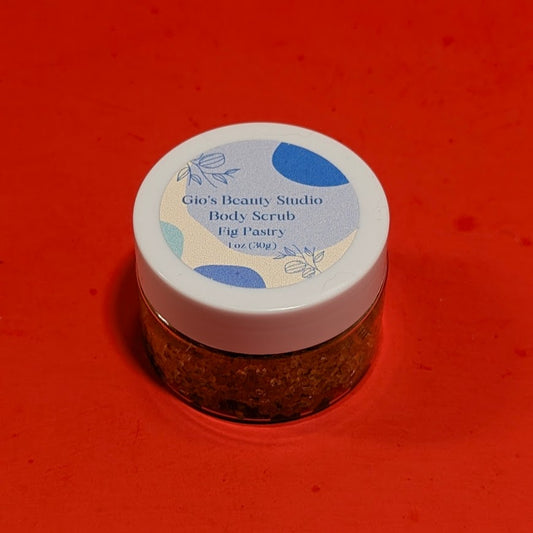 Gio's Beauty Studio
Body Scrub
Fig Pastry
1 oz (30g)